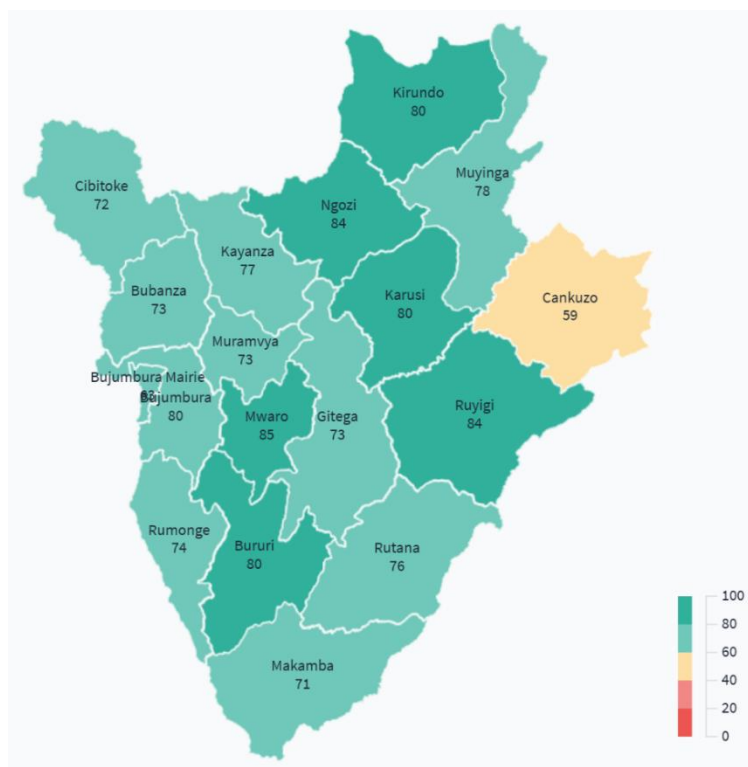 Kirundo
80
Muyinga
78
Cibitoke
72
Ngozi
84
Kayanza
77
Bubanza
73
Karusi
80
Cankuzo
59
Muramvya
73
Bujumbura Mairie
Bujumbura
80
Mwaro
85
Gitega
73
Ruyigi
84
Rumonge
74
Bururi
80
Rutana
76
Makamba
71
100
80
60
40
20
0